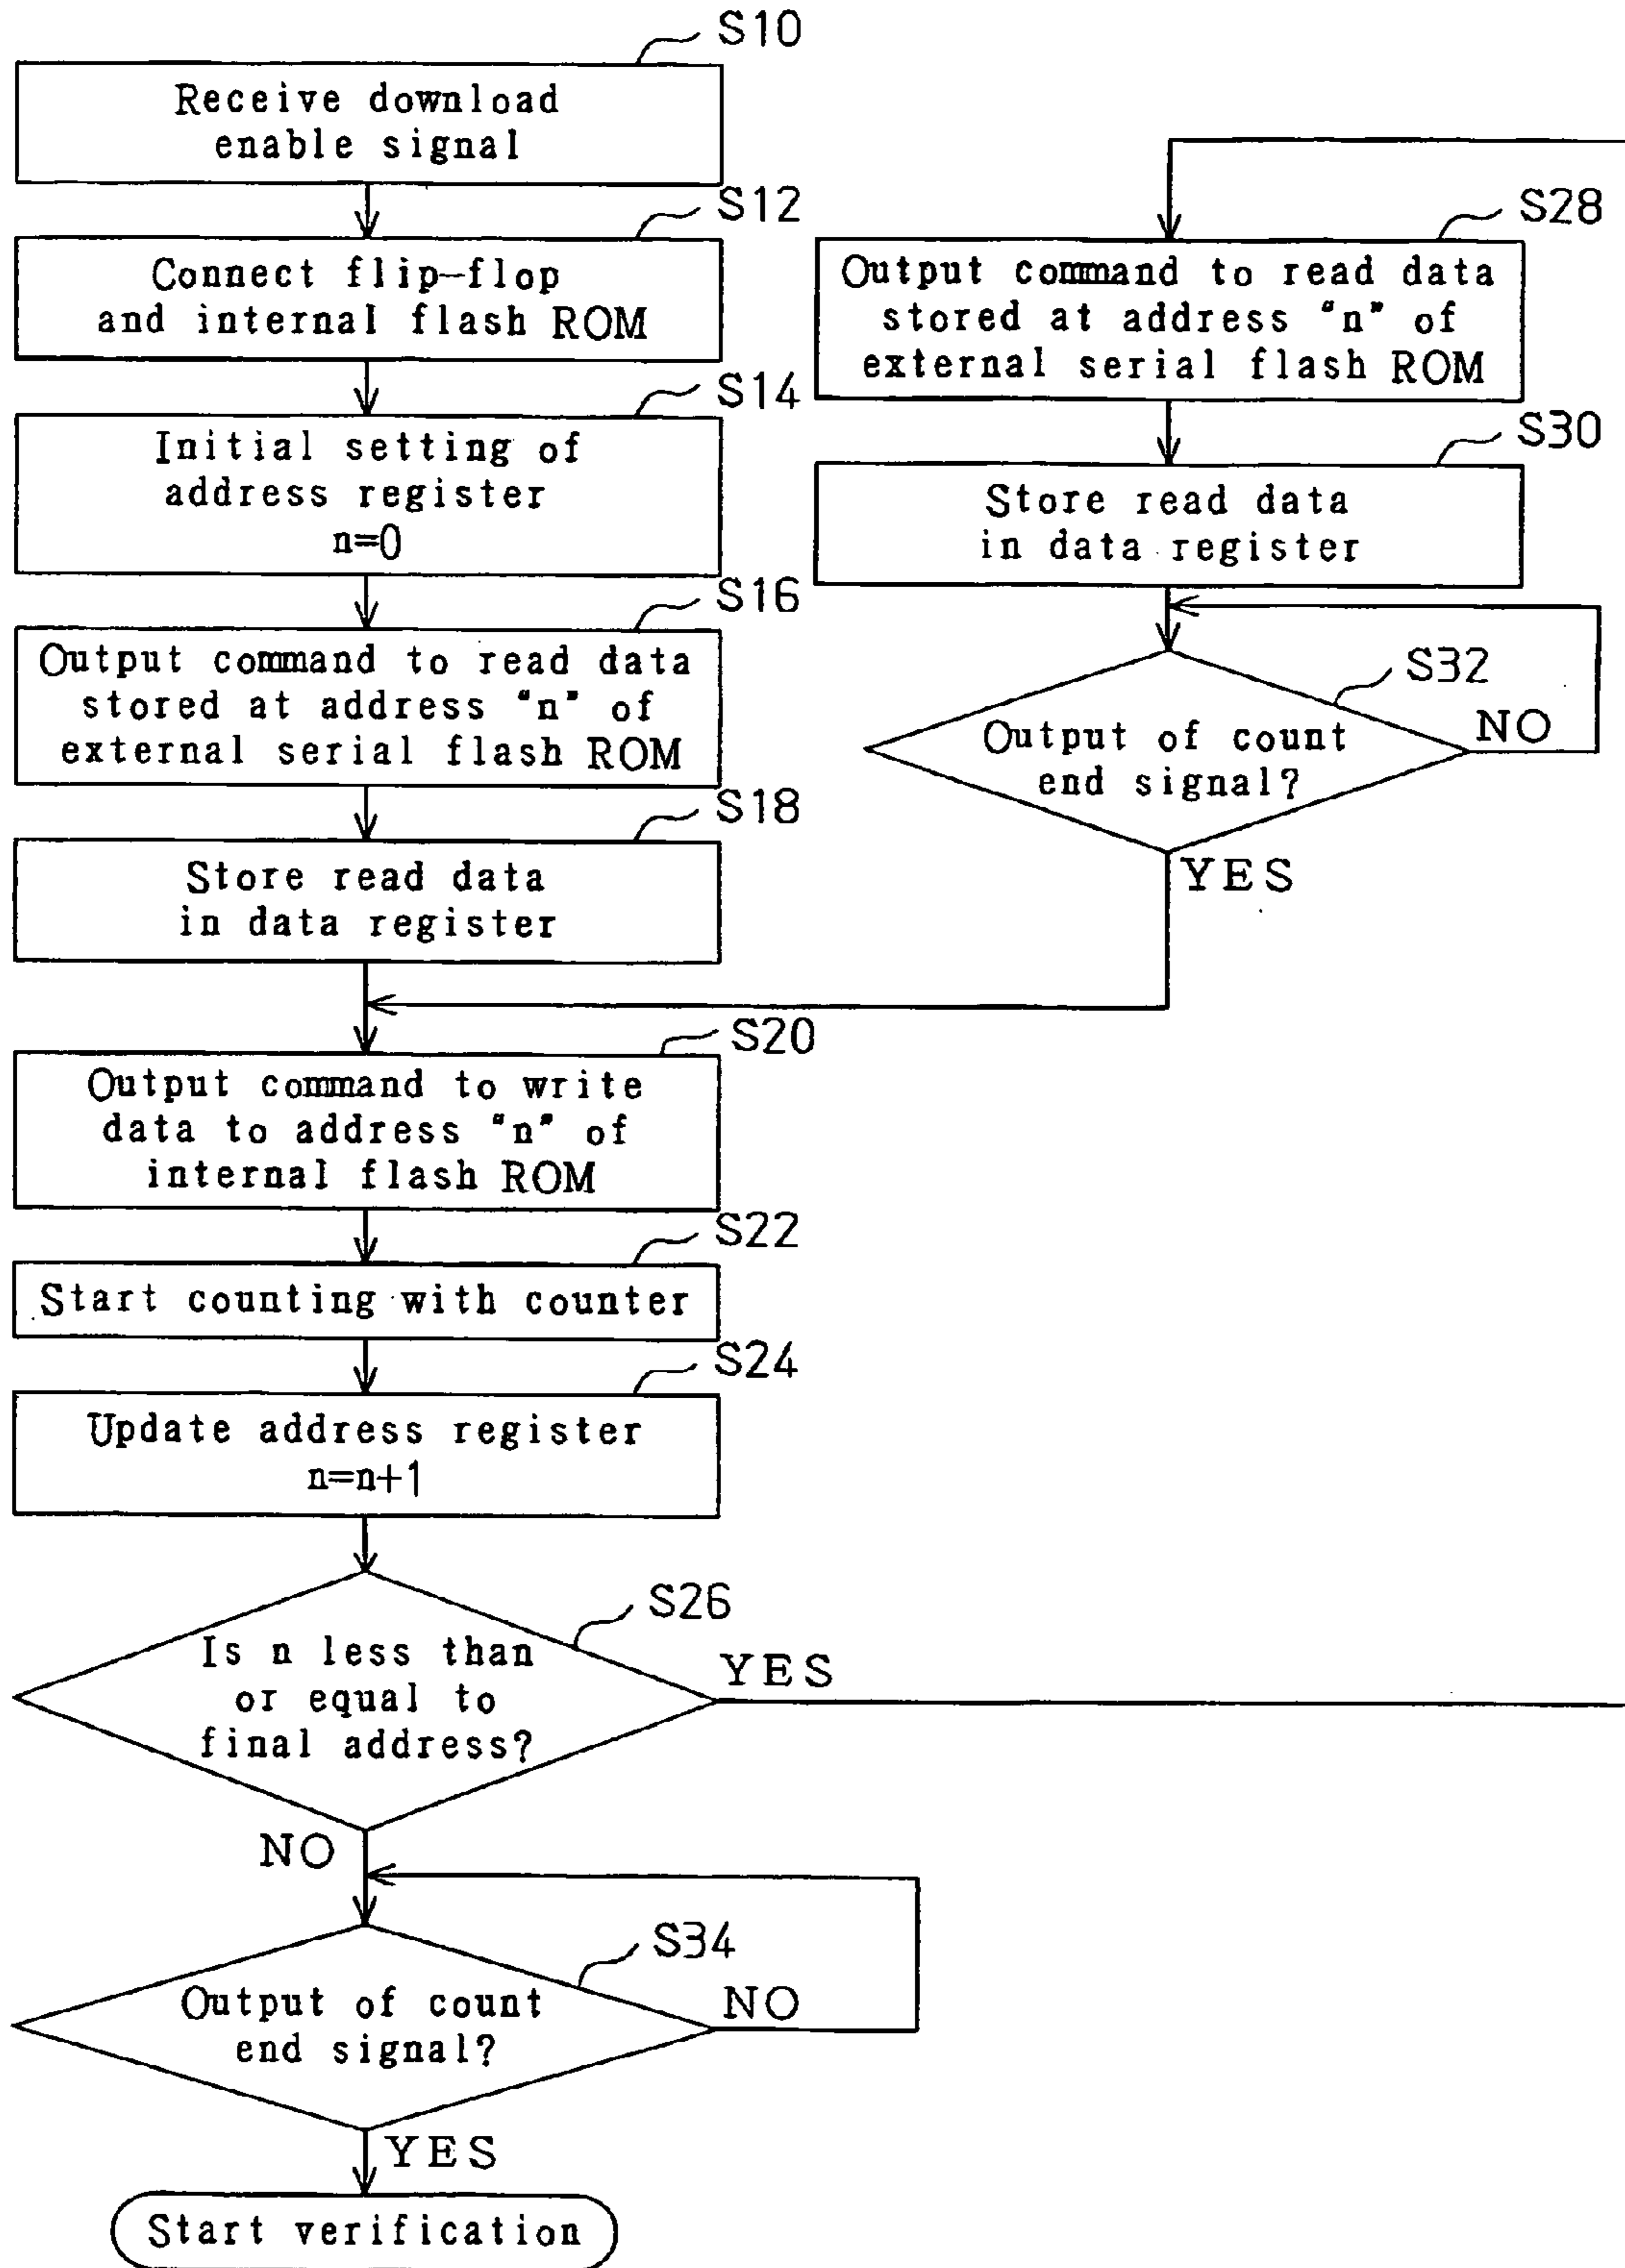 S10
Receive download
enable signal
S12
Connect flip-flop
and internal flash ROM
S14
Initial setting of
address register
n=0
S16
Output command to read data
stored at address "n" of
external serial flash ROM
S18
Store read data
in data register
S20
Output command to write
data to address "n" of
internal flash ROM
S22
Start counting with counter
S24
Update address register
n=n+1
S26
Is n less than
or equal to
final address?
YES
NO
S28
Output command to read data
stored at address "n" of
external serial flash ROM
S30
Store read data
in data register
S32
Output of count
end signal?
NO
YES
S34
Output of count
end signal?
NO
YES
Start verification